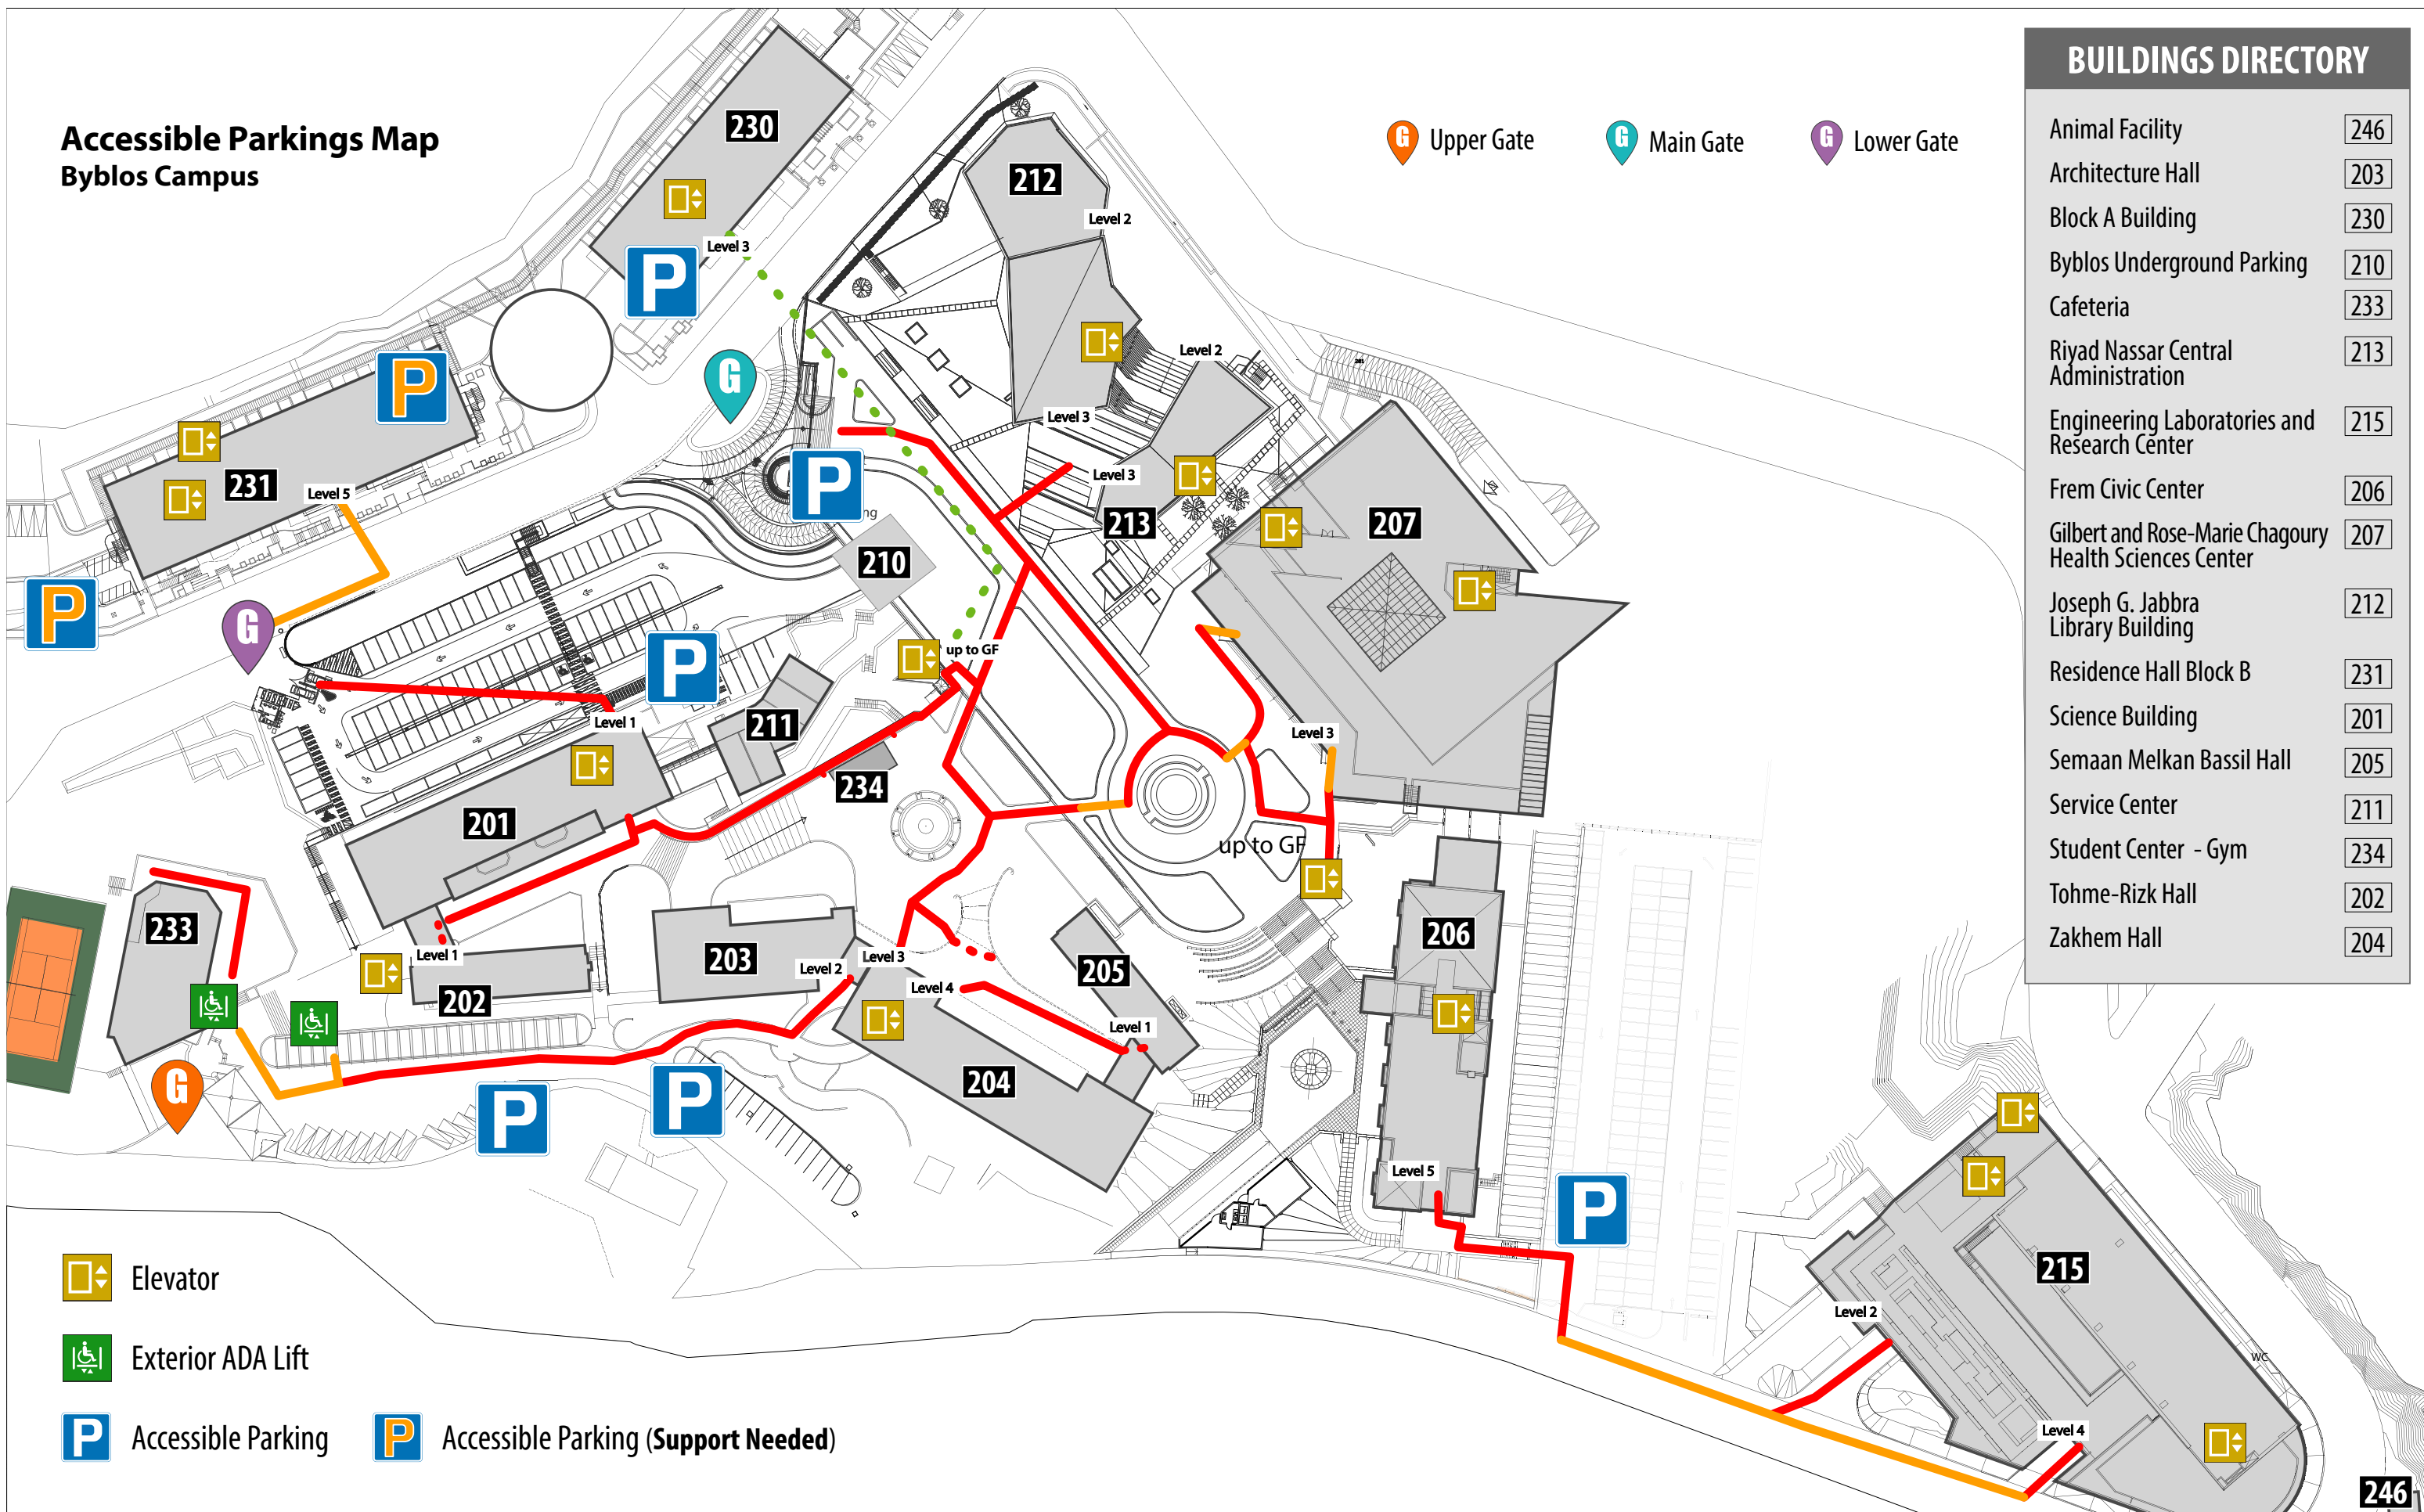 Accessible Parkings Map
Byblos Campus
G Upper Gate
G Main Gate
G Lower Gate
BUILDINGS DIRECTORY
Animal Facility 246
Architecture Hall 203
Block A Building 230
Byblos Underground Parking 210
Cafeteria 233
Riyad Nassar Central 213
Administration
Engineering Laboratories and 215
Research Center
Frem Civic Center 206
Gilbert and Rose-Marie Chagoury 207
Health Sciences Center
Joseph G. Jabbra 212
Library Building
Residence Hall Block B 231
Science Building 201
Semaan Melkan Bassil Hall 205
Service Center 211
Student Center - Gym 234
Tohme-Rizk Hall 202
Zakhem Hall 204
230
212
Level 2
Level 3
P
Level 2
G
P
Level 3
231
Level 5
P
Level 3
213
207
210
P
G
P
up to GF
Level 1
211
Level 3
234
201
up to GF
233
Level 1
202
203
Level 2
Level 3
205
206
Level 4
Level 1
204
G
P
P
Level 5
P
215
Level 2
WC
Level 4
246
Elevator
Exterior ADA Lift
P Accessible Parking
P Accessible Parking (Support Needed)